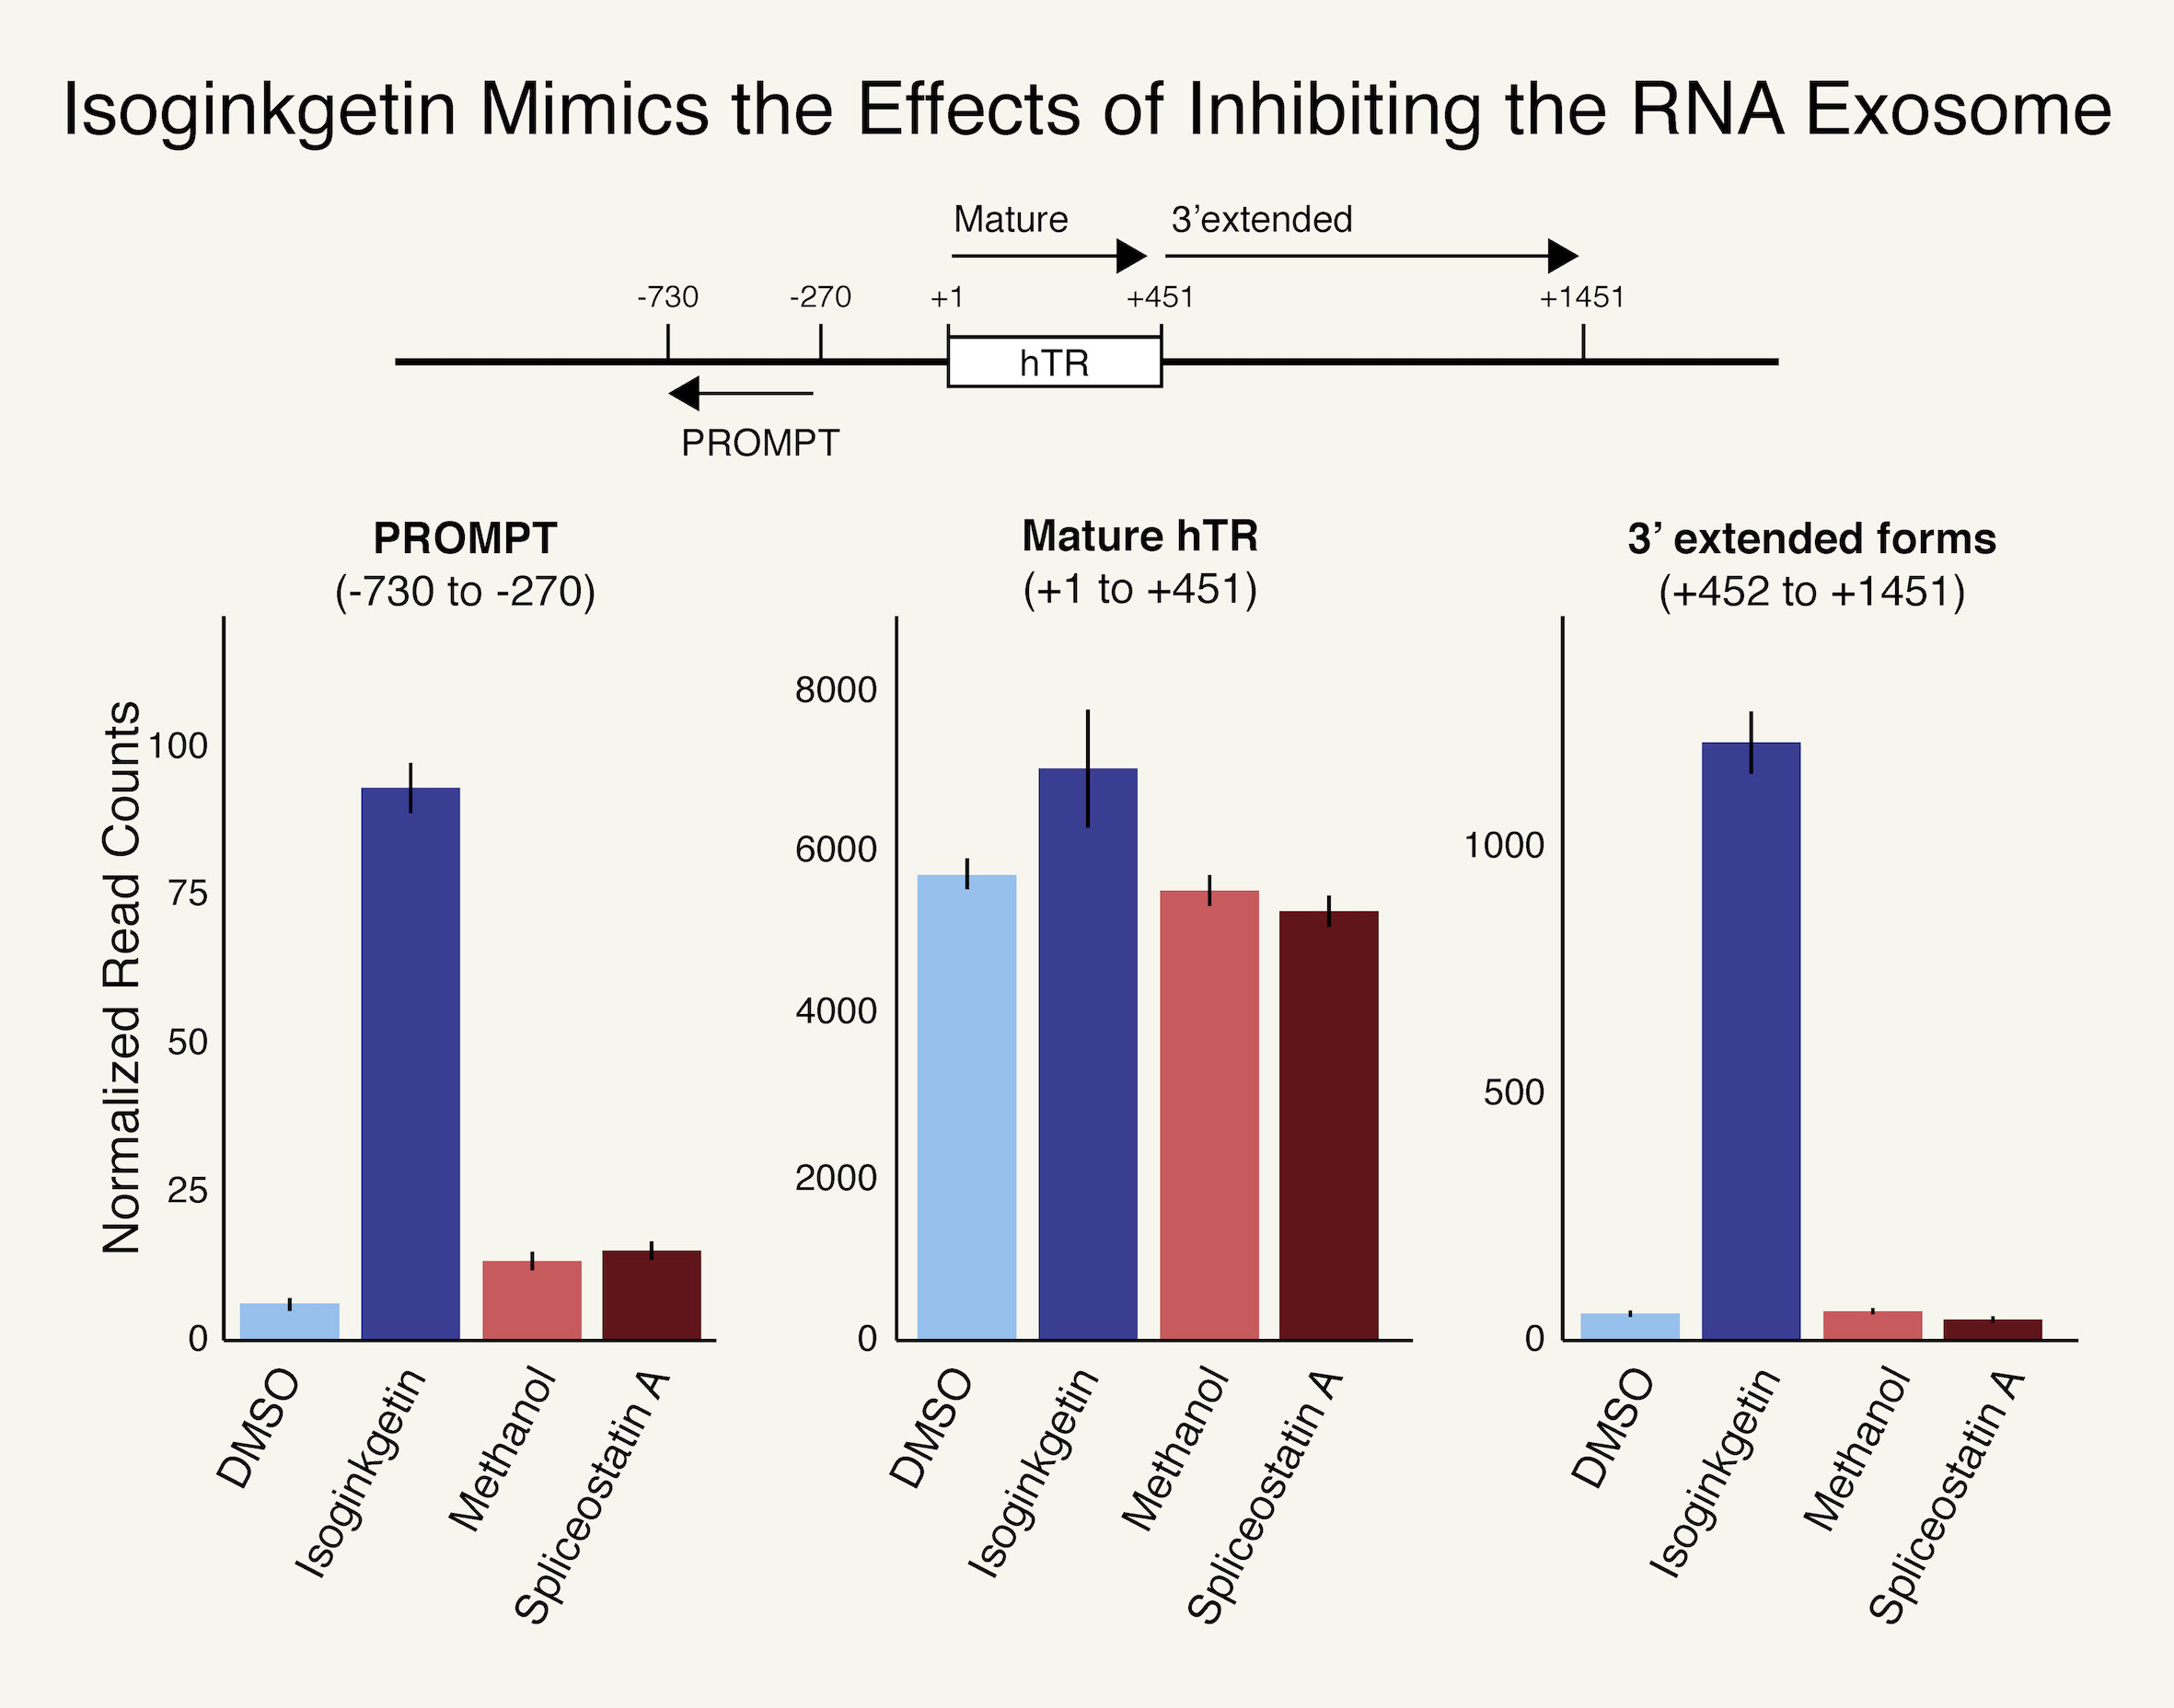 Isoginkgetin Mimics the Effects of Inhibiting the RNA Exosome
Mature
3’extended
-730
-270
+1
+451
+1451
hTR
PROMPT
PROMPT
(-730 to -270)
Normalized Read Counts
100
75
50
25
0
DMSO
Isoginkgetin
Methanol
Spliceostatin A
Mature hTR
(+1 to +451)
8000
6000
4000
2000
0
DMSO
Isoginkgetin
Methanol
Spliceostatin A
3’ extended forms
(+452 to +1451)
1000
500
0
DMSO
Isoginkgetin
Methanol
Spliceostatin A